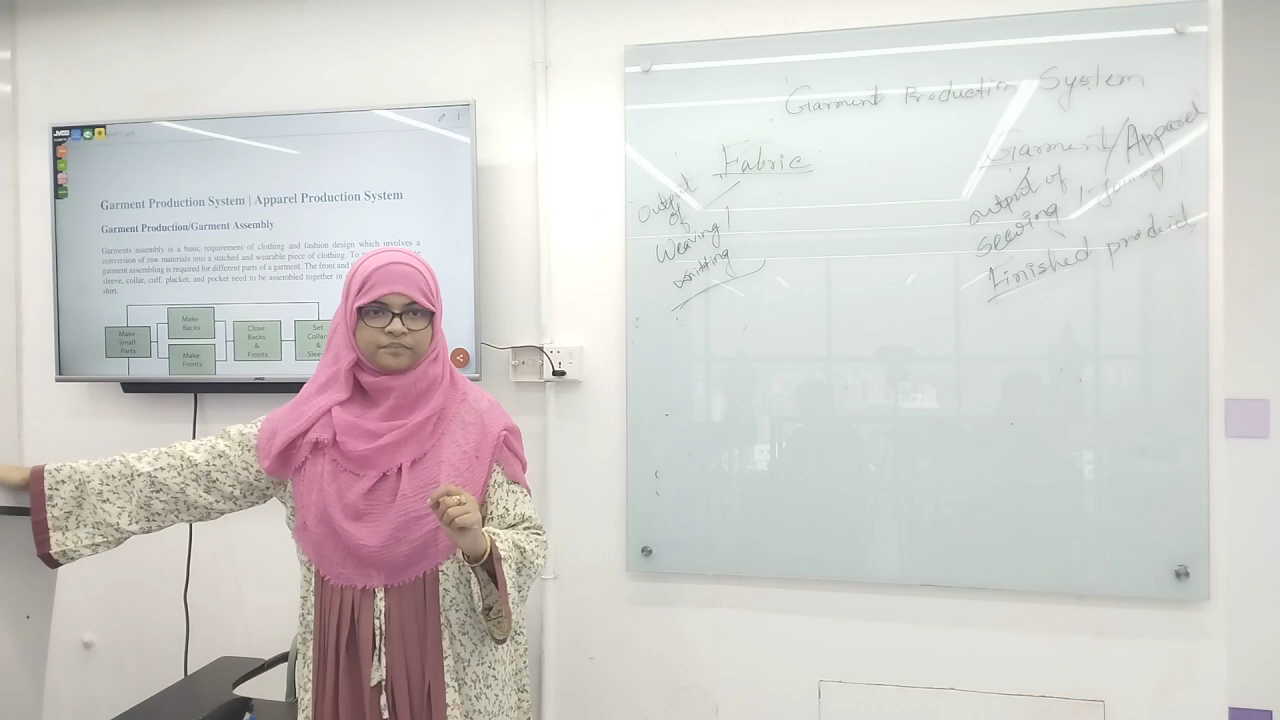 JVCO
Garment Production System | Apparel Production System
Garment Production/Garment Assembly
Garments assembly is a basic requirement of clothing and fashion design which involves a
conversion of raw materials into a stitched and wearable piece of clothing. To
garment assembling is required for different parts of a garment. The front and
sleeve, collar, cuff, placket, and pocket need to be assembled together in
shirt.
Make
Small
Parts
Make
Backs
Make
Fronts
Close
Backs
&
Fronts
Set
Collar
&
JVCO
Garment Production System
Fabric
Output
of
Weaving/
knitting
Garment/Apparel
output of
Sewing / joining
Finished product